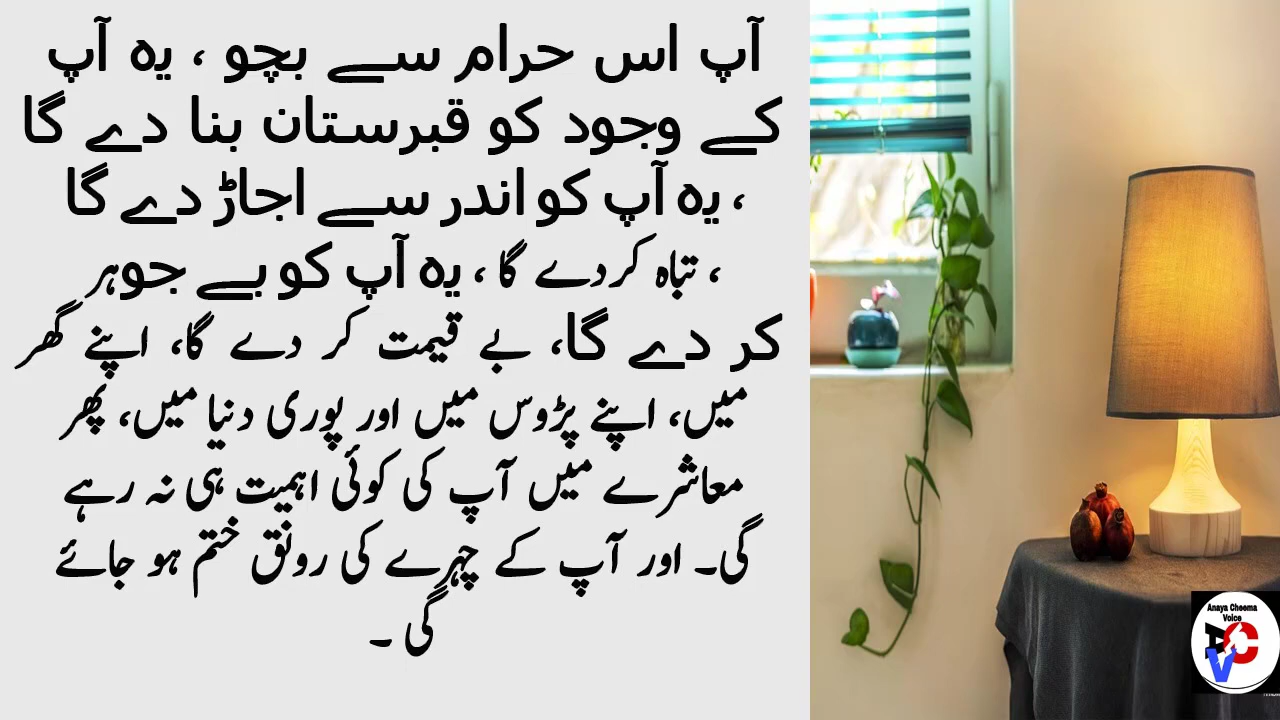 آپ اس حرام سے بچو ، یہ آپ
کے وجود کو قبرستان بنا دے گا
، یہ آپ کو اندر سے اجاڑ دے گا
، تباہ کردے گا ، یہ آپ کو بے جوہر
کر دے گا، بے قیمت کر دے گا، اپنے گھر
میں، اپنے پڑوس میں اور پوری دنیا میں، پھر
معاشرے میں آپ کی کوئی اہمیت ہی نہ رہے
گی۔ اور آپ کے چہرے کی رونق ختم ہو جائے
گی ۔
Anaya Cheema
Voice
ACV